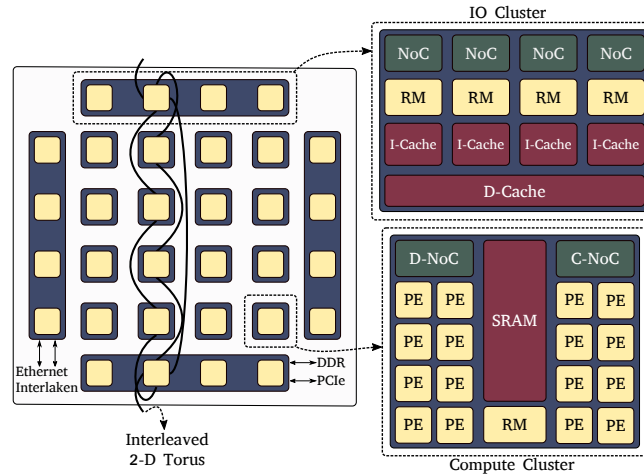 IO Cluster
NoC NoC NoC NoC
RM RM RM RM
I-Cache I-Cache I-Cache I-Cache
D-Cache
D-NoC C-NoC
SRAM
PE PE PE PE
PE PE PE PE
PE PE PE PE
PE PE PE PE
RM
Compute Cluster
Ethernet
Interlaken
DDR
PCIe
Interleaved
2-D Torus